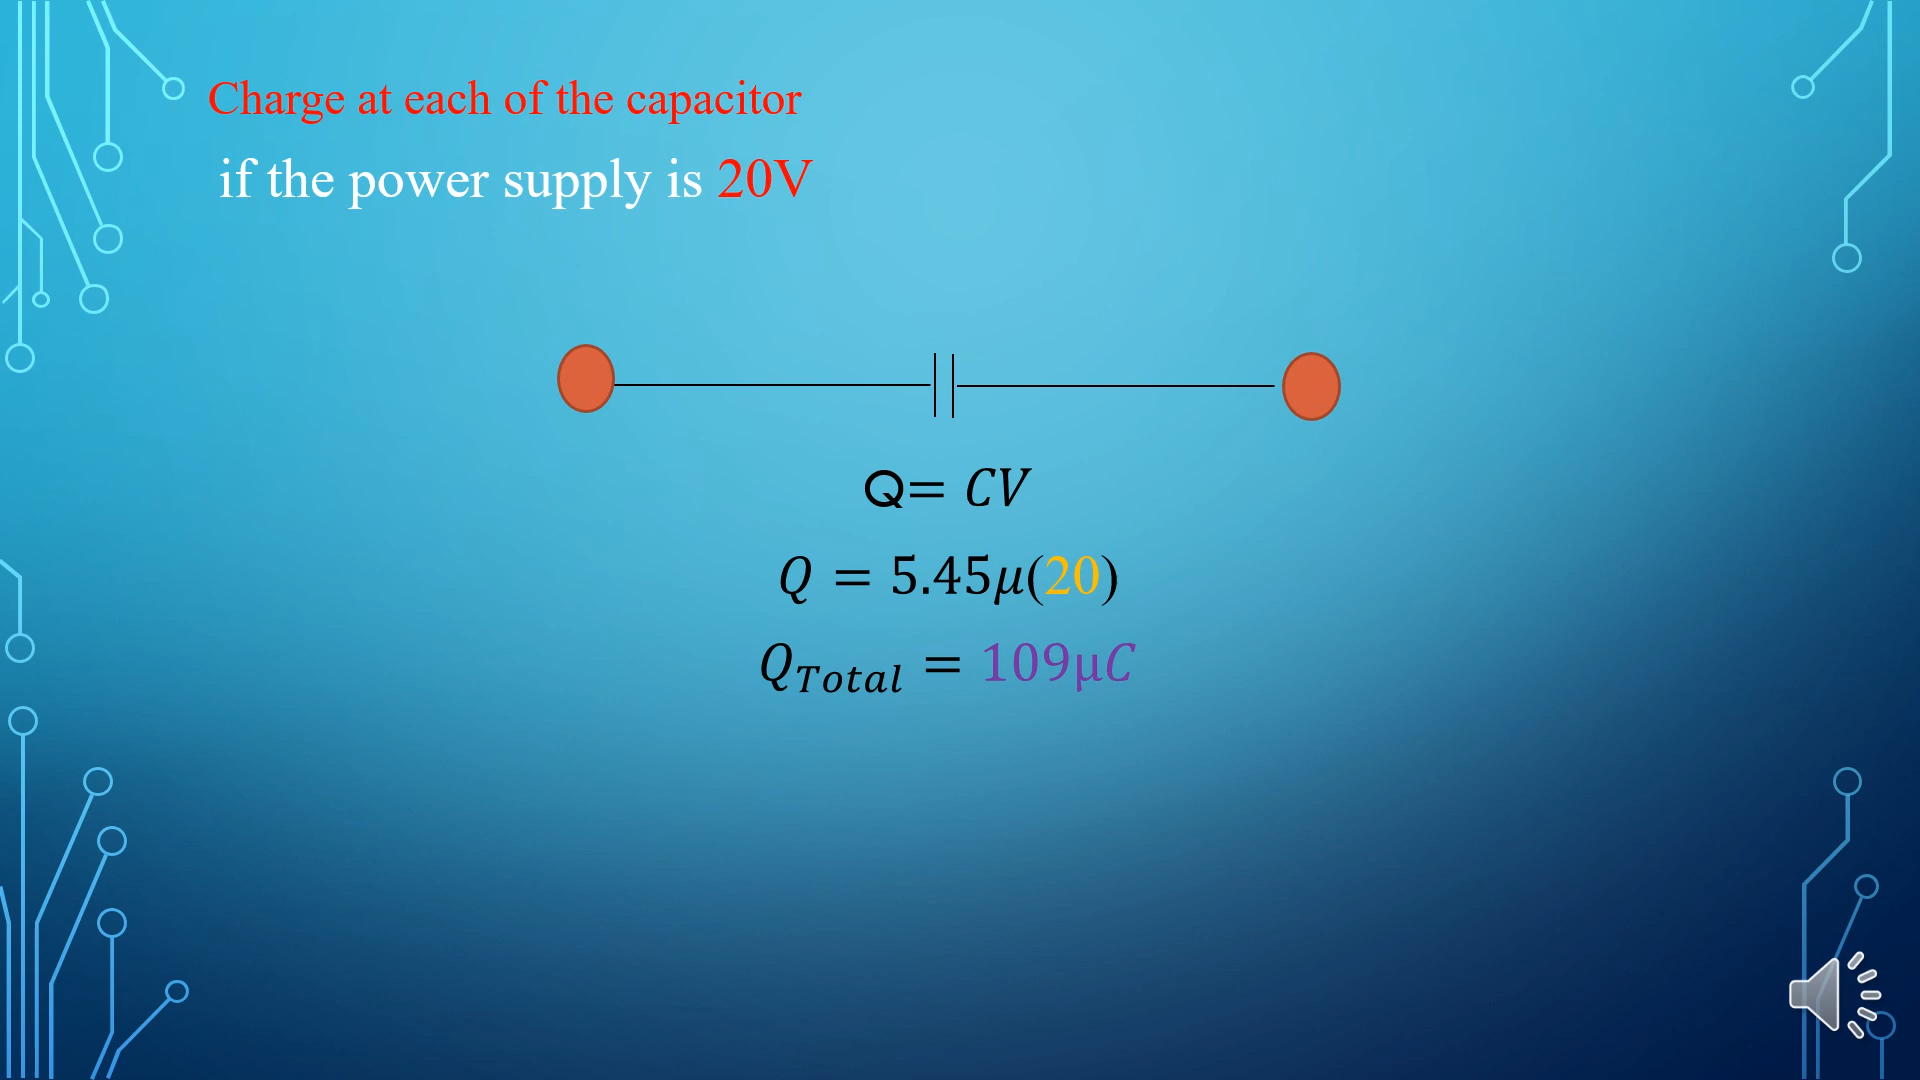 Charge at each of the capacitor
if the power supply is 20V
Q= 𝐶𝑉
𝑄 = 5.45𝜇(20)
𝑄𝑇𝑜𝑡𝑎𝑙 = 109μ𝐶